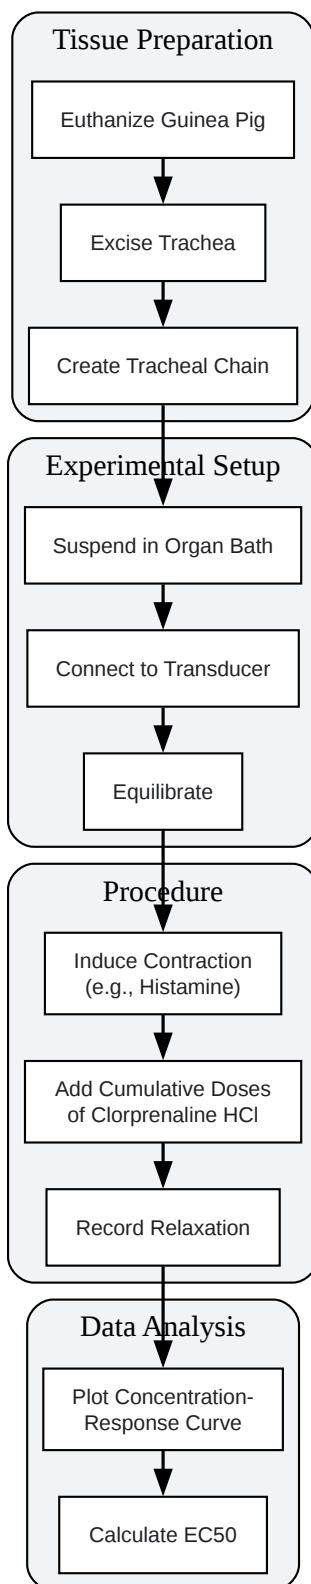 Tissue Preparation
Euthanize Guinea Pig
Excise Trachea
Create Tracheal Chain
Experimental Setup
Suspend in Organ Bath
Connect to Transducer
Equilibrate
Procedure
Induce Contraction
(e.g., Histamine)
Add Cumulative Doses
of Clorprenaline HCl
Record Relaxation
Data Analysis
Plot Concentration-
Response Curve
Calculate EC50